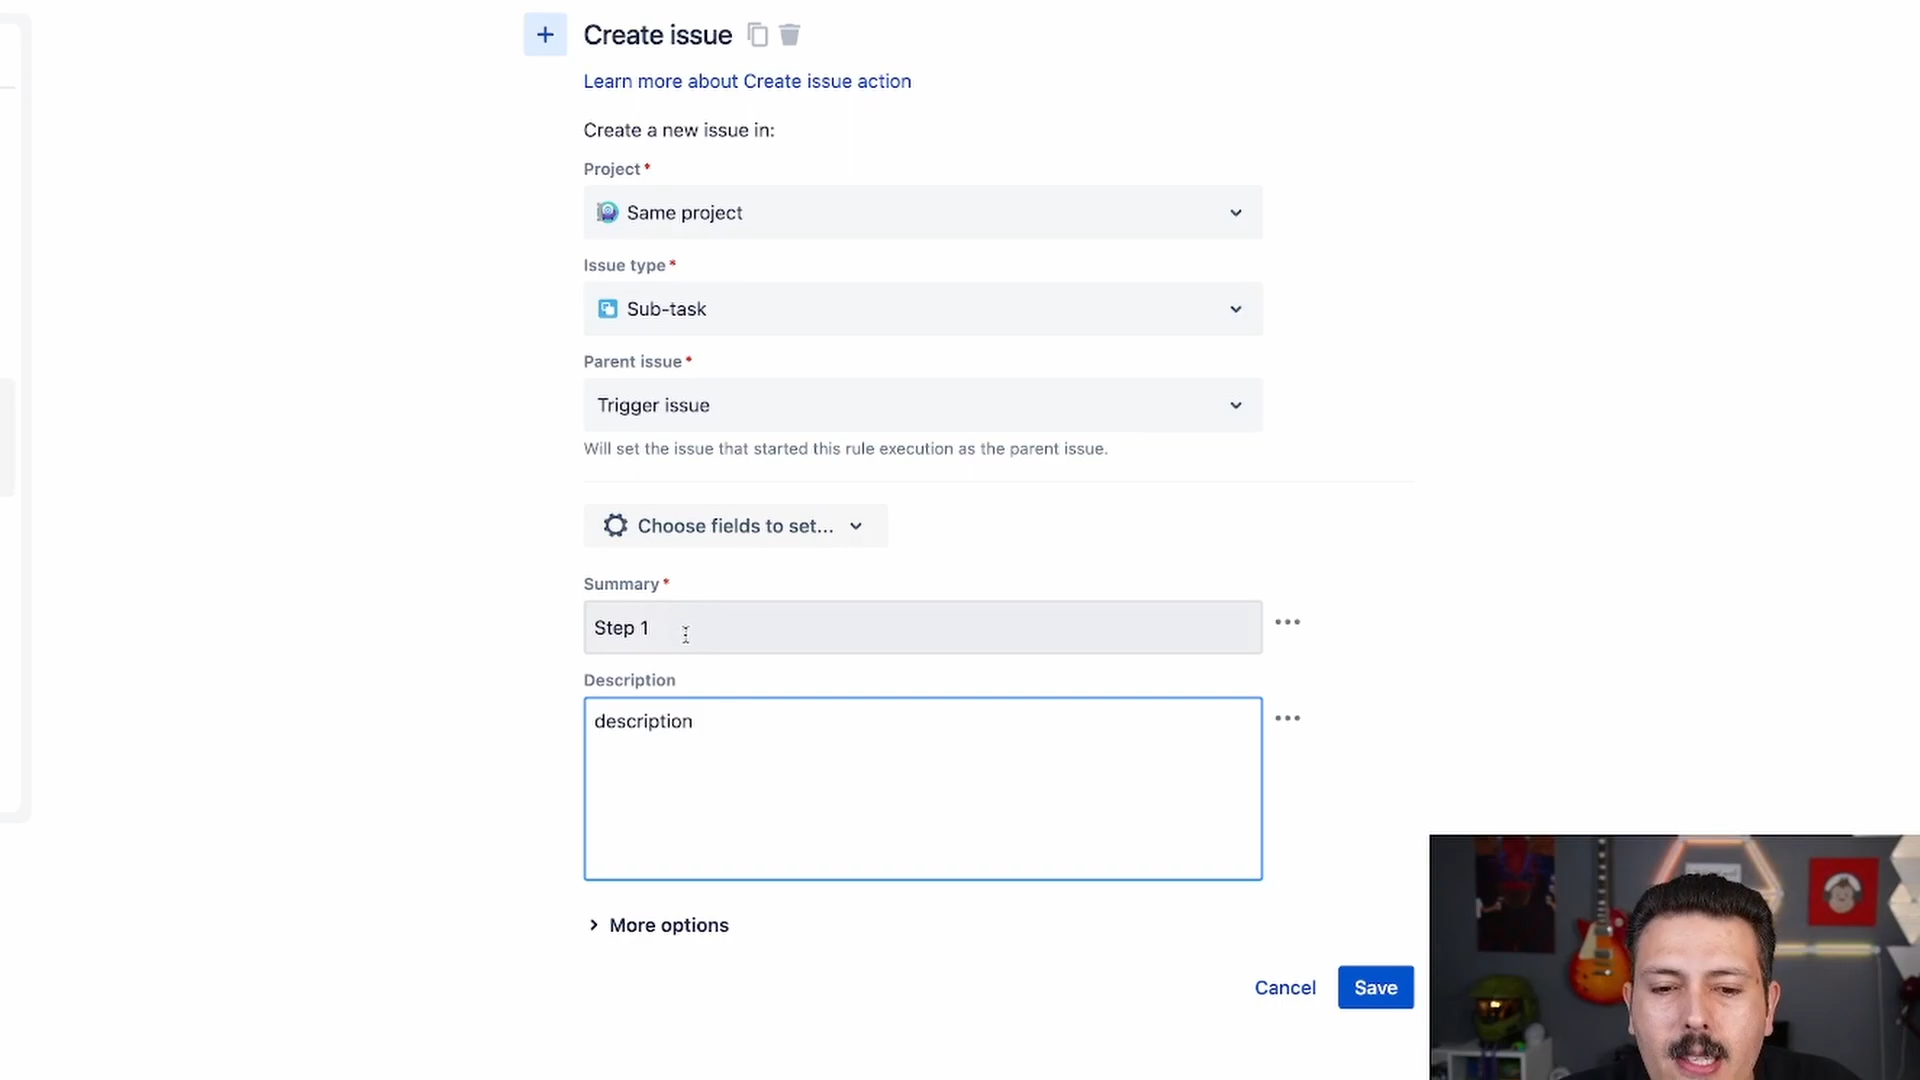 Create issue
Learn more about Create issue action
Create a new issue in:
Project *
Same project
Issue type *
Sub-task
Parent issue *
Trigger issue
Will set the issue that started this rule execution as the parent issue.
Choose fields to set...
Summary *
Step 1
Description
description
More options
Cancel
Save